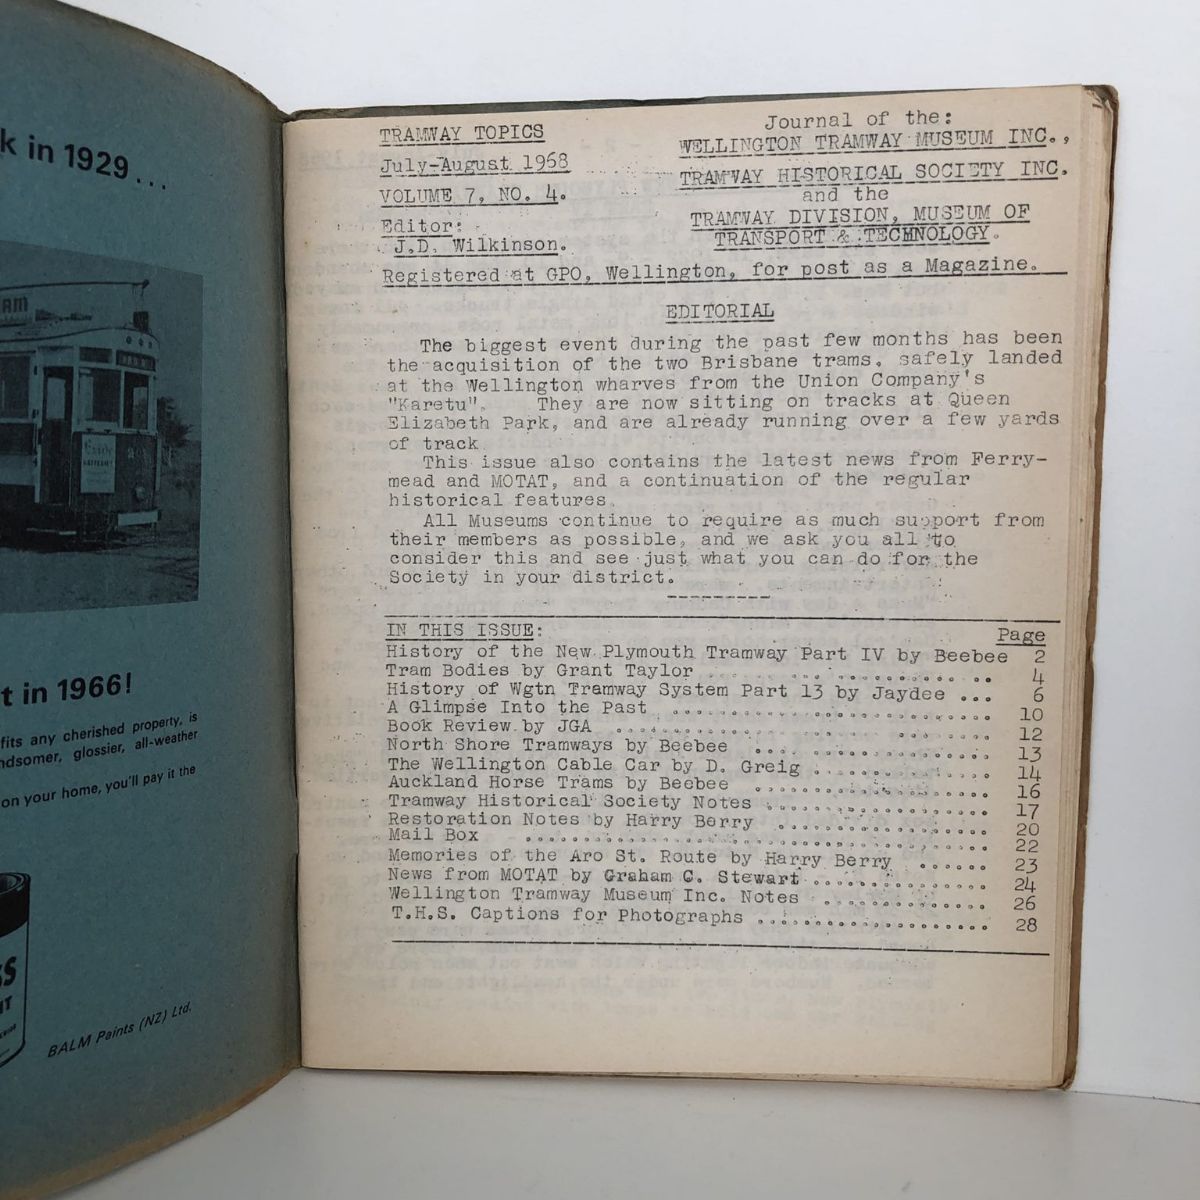 k in 1929 ...
t in 1966!
fits any cherished property, is
ndsomer, glossier, all-weather
on your home, you'll pay it the
BALM Paints (NZ) Ltd.
TRAMWAY TOPICS
July-August 1968
VOLUME 7, NO. 4.
Editor:
J.D. Wilkinson.
Journal of the:
WELLINGTON TRAMWAY MUSEUM INC.,
TRAMWAY HISTORICAL SOCIETY INC.
and the
TRAMWAY DIVISION, MUSEUM OF
TRANSPORT & TECHNOLOGY.
Registered at GPO, Wellington, for post as a Magazine.
EDITORIAL
The biggest event during the past few months has been
the acquisition of the two Brisbane trams, safely landed
at the Wellington wharves from the Union Company's
"Karetu". They are now sitting on tracks at Queen
Elizabeth Park, and are already running over a few yards
of track
This issue also contains the latest news from Ferry-
mead and MOTAT, and a continuation of the regular
historical features.
All Museums continue to require as much support from
their members as possible, and we ask you all to
consider this and see just what you can do for the
Society in your district.
IN THIS ISSUE: Page
History of the New Plymouth Tramway Part IV by Beebee 2
Tram Bodies by Grant Taylor .......... 4
History of Wgtn Tramway System Part 13 by Jaydee ... 6
A Glimpse Into the Past .......... 10
Book Review by JGA .......... 12
North Shore Tramways by Beebee .......... 13
The Wellington Cable Car by D. Greig .......... 14
Auckland Horse Trams by Beebee .......... 16
Tramway Historical Society Notes .......... 17
Restoration Notes by Harry Berry .......... 20
Mail Box .......... 22
Memories of the Aro St. Route by Harry Berry ...... 23
News from MOTAT by Graham C. Stewart .......... 24
Wellington Tramway Museum Inc. Notes .......... 26
T.H.S. Captions for Photographs .......... 28